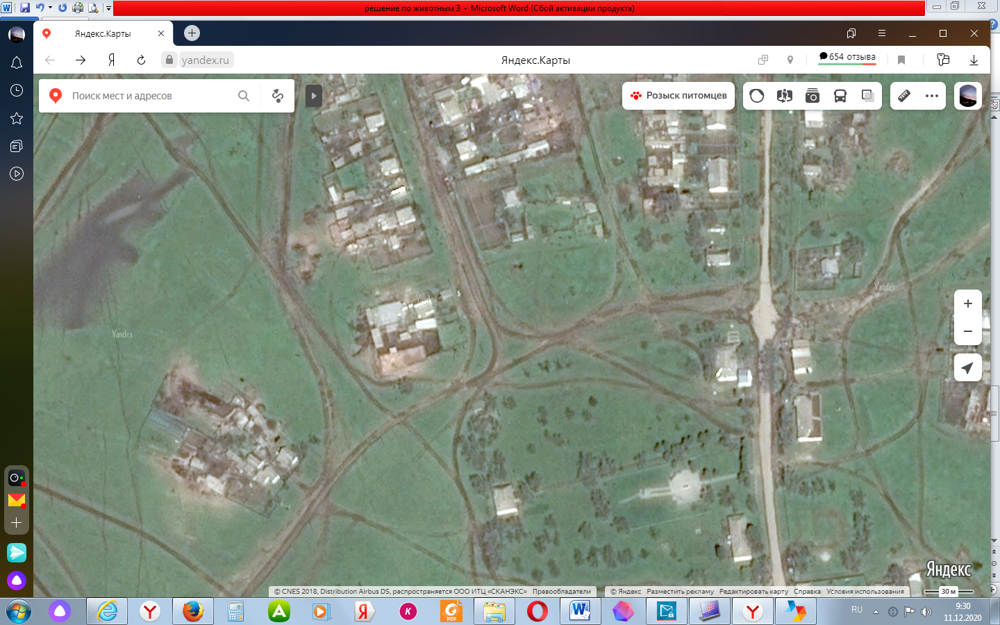 решение по животным 3 - Microsoft Word (Сбой активации продукта)
Яндекс.Карты
yandex.ru
Яндекс.Карты
654 отзыва
Поиск мест и адресов
Розыск питомцев
Yandex
Yandex
Yandex
Яндекс
© CNES 2018, Distribution Airbus DS, распространяется ООО ИТЦ «СКАНЭКС» Правообладатели
© Яндекс Разместить рекламу Редактировать карту Справка Условия использования
30 м
RU
9:30
11.12.2020
PDF